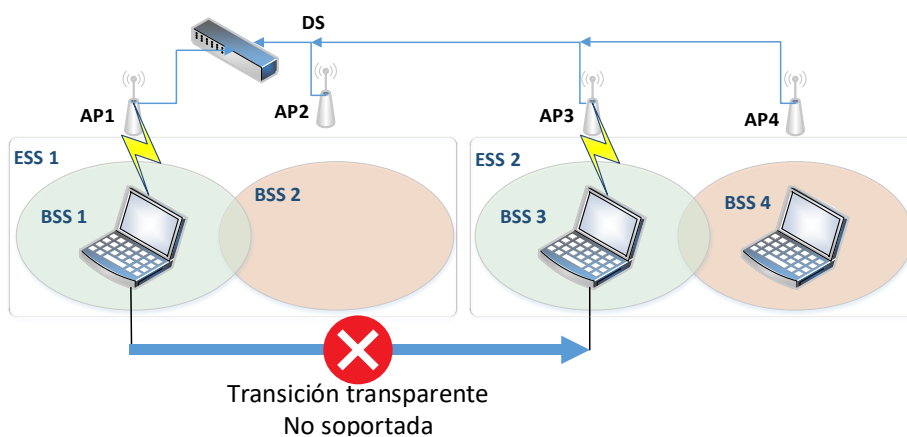 DS
AP1
AP2
AP3
AP4
ESS 1
ESS 2
BSS 1
BSS 2
BSS 3
BSS 4
Transición transparente
No soportada